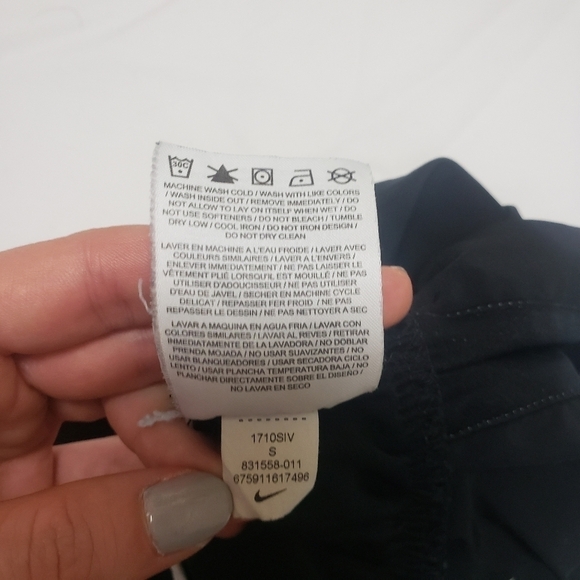 30C
MACHINE WASH COLD / WASH WITH LIKE COLORS
/ WASH INSIDE OUT / REMOVE IMMEDIATELY / DO
NOT ALLOW TO LAY ON ITSELF WHEN WET / DO
NOT USE SOFTENERS / DO NOT BLEACH / TUMBLE
DRY LOW / COOL IRON / DO NOT IRON DESIGN /
DO NOT DRY CLEAN
LAVER EN MACHINE A L'EAU FROIDE / LAVER AVEC
COULEURS SIMILAIRES / LAVER A L'ENVERS /
ENLEVER IMMEDIATEMENT / NE PAS LAISSER LE
VÊTEMENT PLIÉ LORSQU'IL EST MOUILLÉ / NE PAS
UTILISER D'ADOUCISSEUR / NE PAS UTILISER
D'EAU DE JAVEL / SECHER EN MACHINE CYCLE
DELICAT / REPASSER FER FROID / NE PAS
REPASSER LE DESSIN / NE PAS NETTOYER A SEC
LAVAR A MAQUINA EN AGUA FRIA / LAVAR CON
COLORES SIMILARES / LAVAR AL REVES / RETIRAR
IMMEDIATAMENTE DE LA LAVADORA / NO DOBLAR
PRENDA MOJADA / NO USAR SUAVIZANTES / NO
USAR BLANQUEADORES / USAR SECADORA CICLO
LENTO / USAR PLANCHA TEMPERATURA BAJA / NO
PLANCHAR DIRECTAMENTE SOBRE EL DISEÑO /
NO LAVAR EN SECO
1710SIV
S
831558-011
675911617496